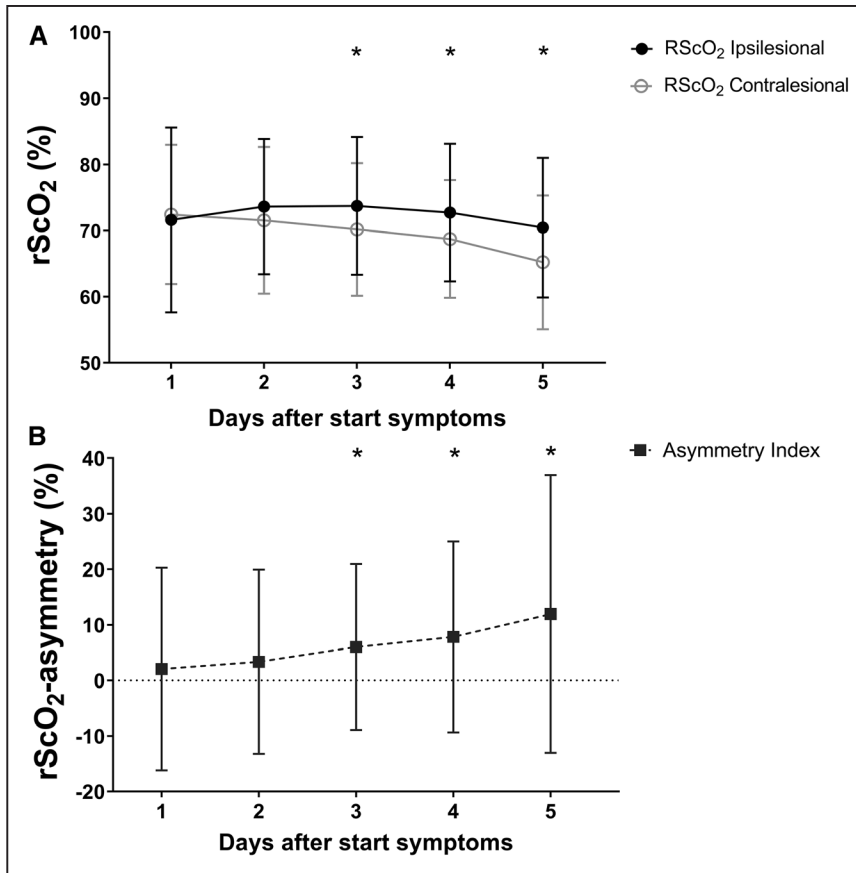 A
100
90
80
70
60
50
rScO2 (%)
* * *
RScO2 Ipsilesional
RScO2 Contralesional
1 2 3 4 5
Days after start symptoms
B
40
30
20
10
0
-10
-20
rScO2-asymmetry (%)
* * *
Asymmetry Index
1 2 3 4 5
Days after start symptoms